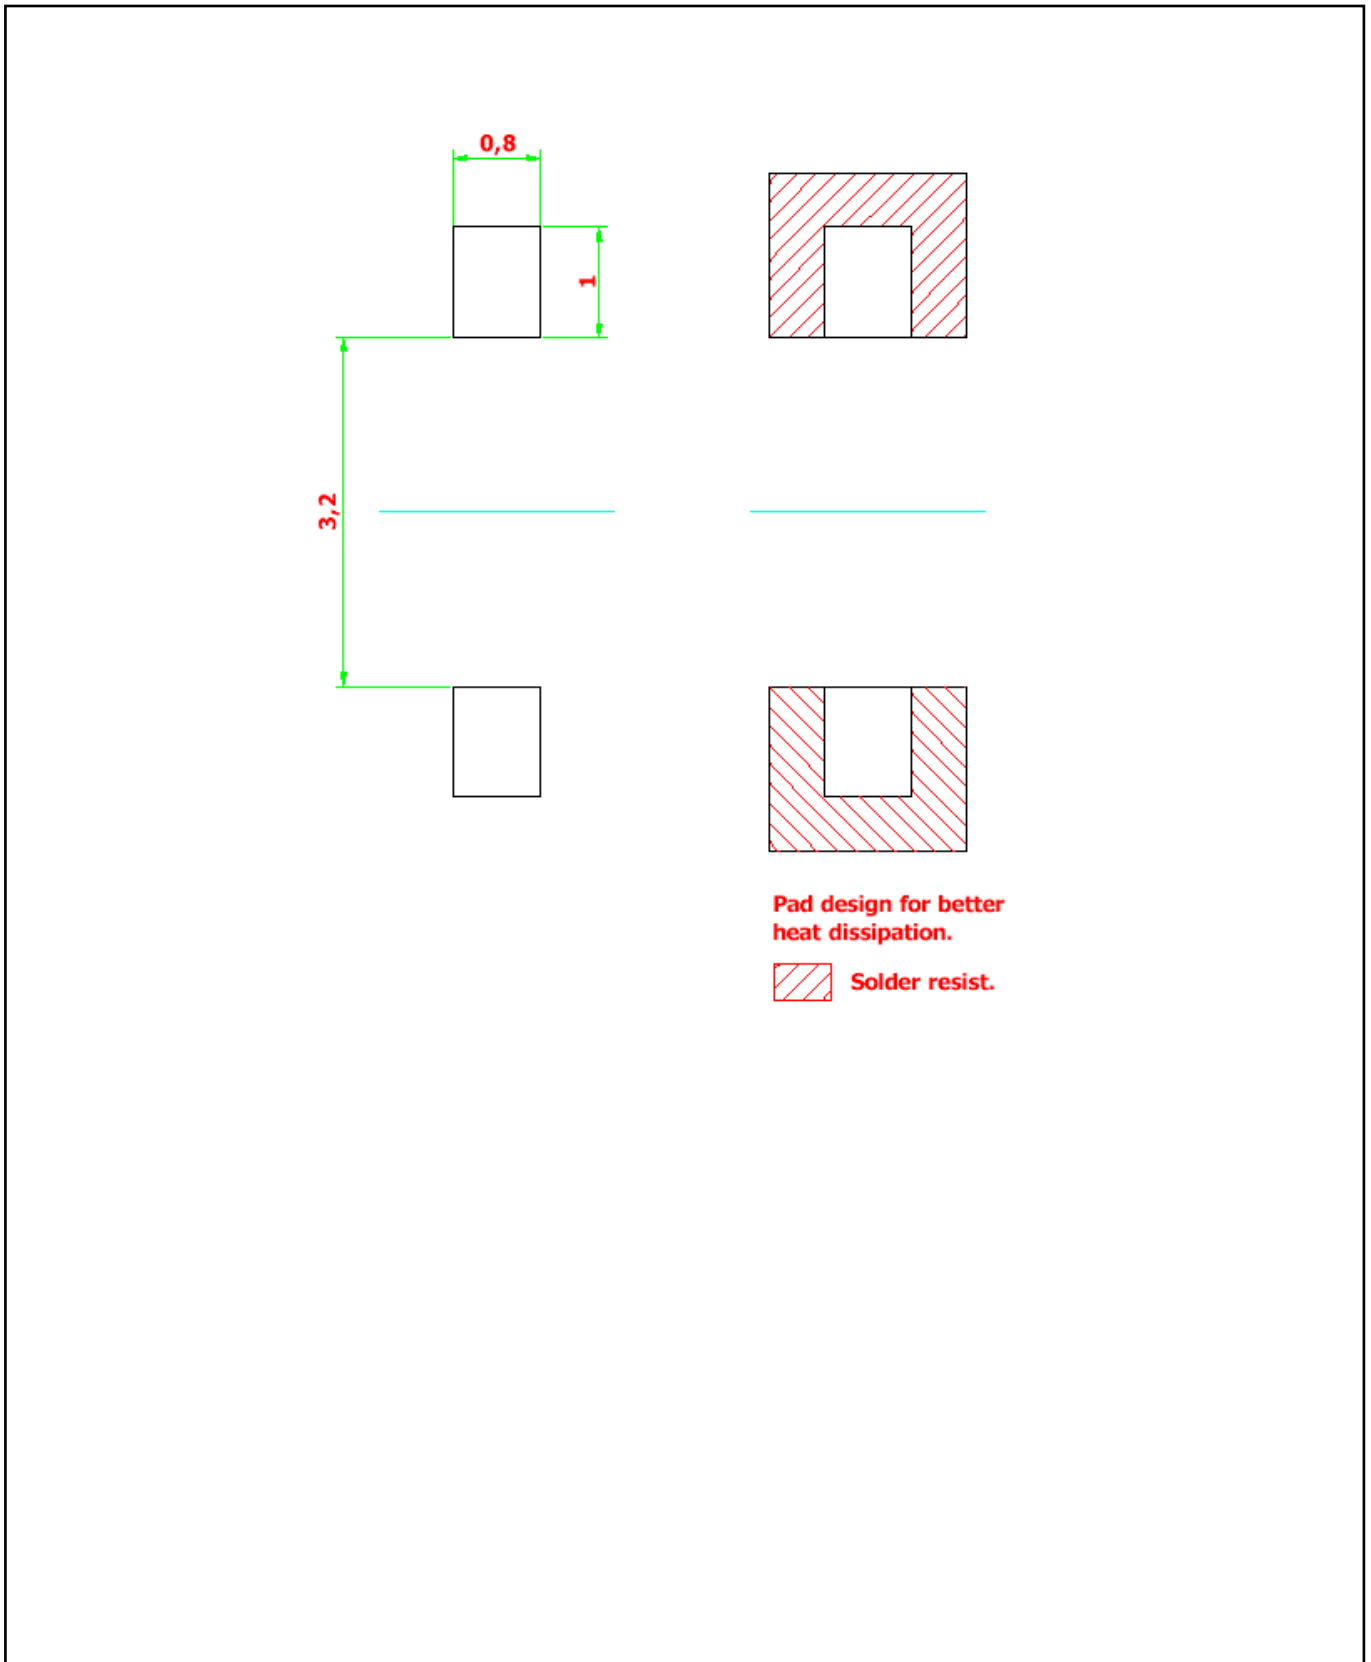 0,8
1
3,2
Pad design for better
heat dissipation.
Solder resist.